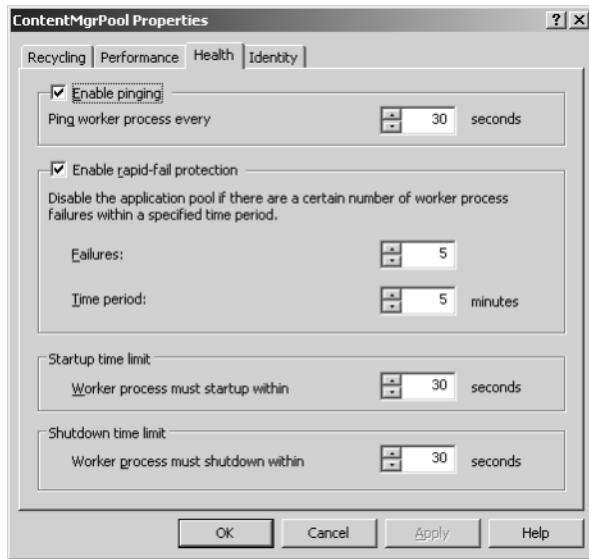 ContentMgrPool Properties
Recycling Performance Health Identity
Enable pinging
Ping worker process every 30 seconds
Enable rapid-fail protection
Disable the application pool if there are a certain number of worker process
failures within a specified time period.
Failures: 5
Time period: 5 minutes
Startup time limit
Worker process must startup within 30 seconds
Shutdown time limit
Worker process must shutdown within 30 seconds
OK Cancel Apply Help